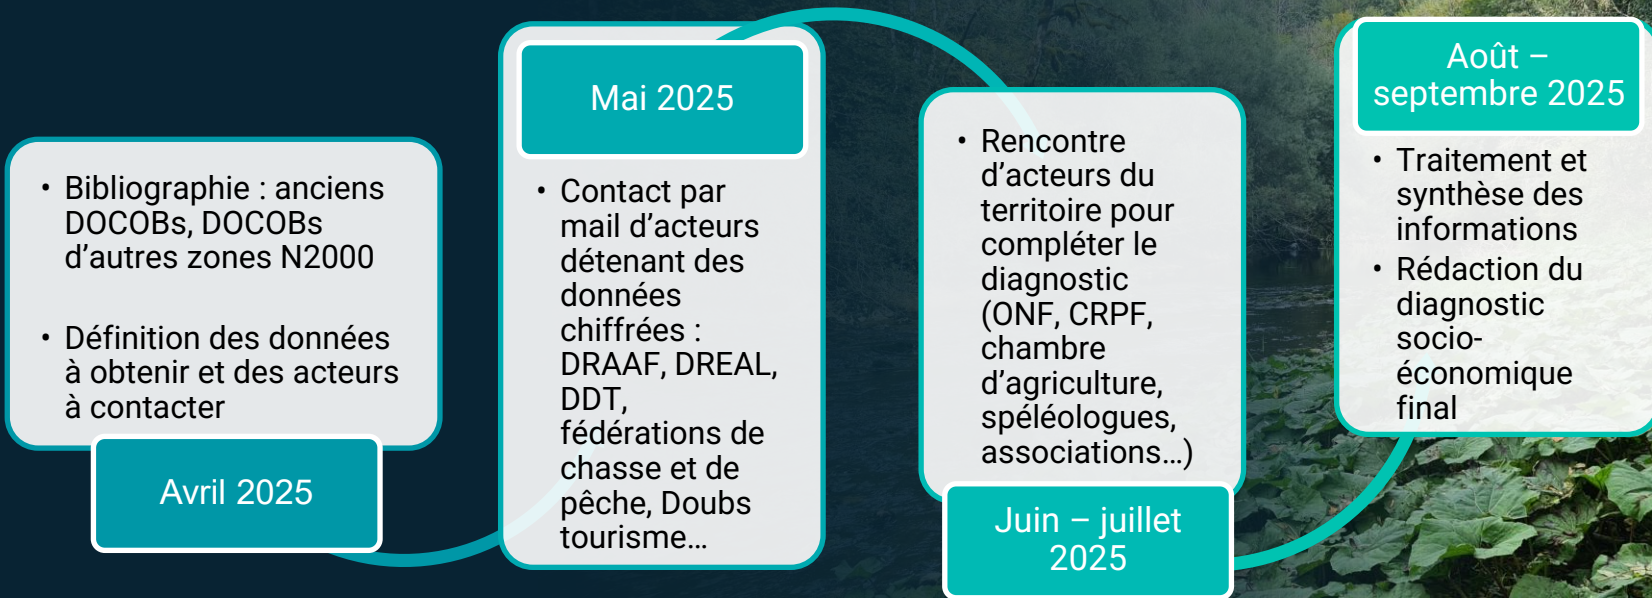 • Bibliographie : anciens
DOCOBs, DOCOBs
d’autres zones N2000
• Définition des données
à obtenir et des acteurs
à contacter
Avril 2025
Mai 2025
• Contact par
mail d’acteurs
détenant des
données
chiffrées :
DRAAF, DREAL,
DDT,
fédérations de
chasse et de
pêche, Doubs
tourisme…
• Rencontre
d’acteurs du
territoire pour
compléter le
diagnostic
(ONF, CRPF,
chambre
d’agriculture,
spéléologues,
associations…)
Juin – juillet
2025
Août –
septembre 2025
• Traitement et
synthèse des
informations
• Rédaction du
diagnostic
socio-
économique
final